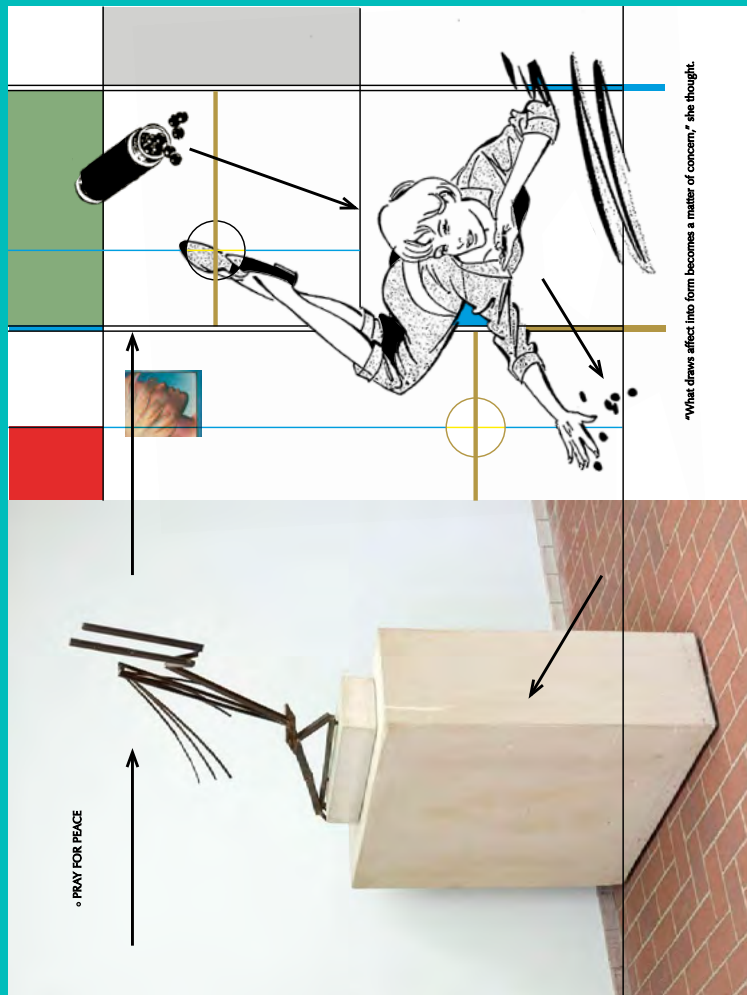 "What draws affect into form becomes a matter of concern," she thought.
○ PRAY FOR PEACE